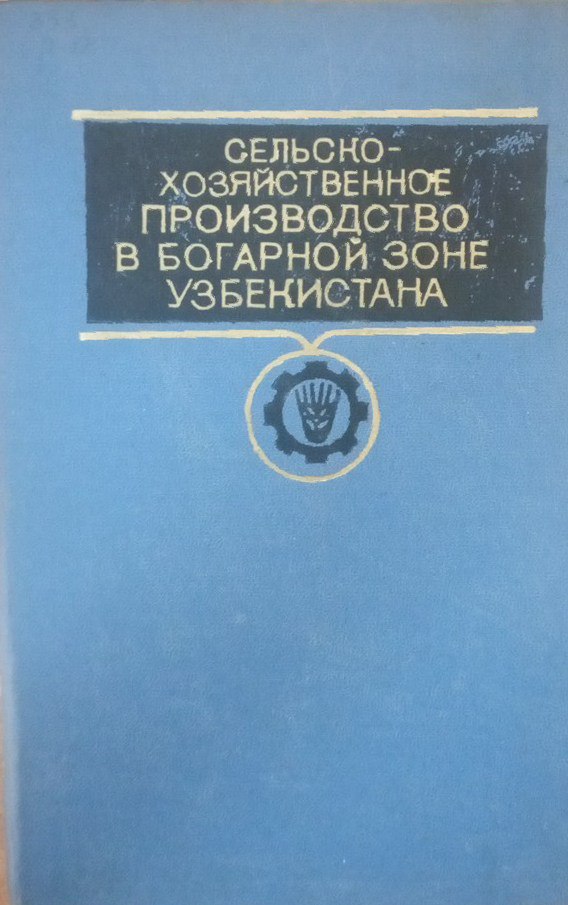 СЕЛЬСКО-
ХОЗЯЙСТВЕННОЕ
ПРОИЗВОДСТВО
В БОГАРНОЙ ЗОНЕ
УЗБЕКИСТАНА